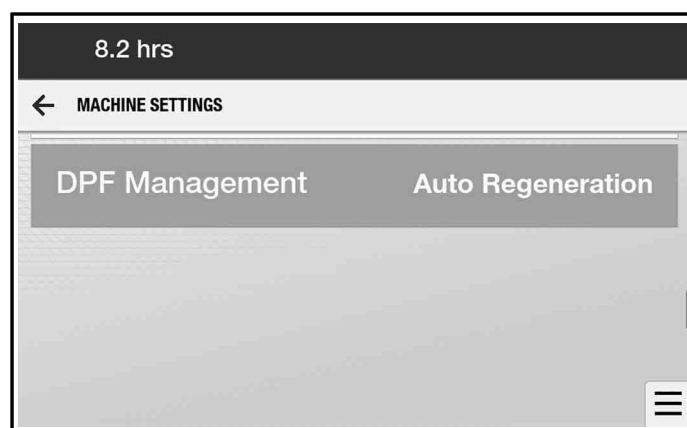 8.2 hrs
MACHINE SETTINGS
DPF Management Auto Regeneration